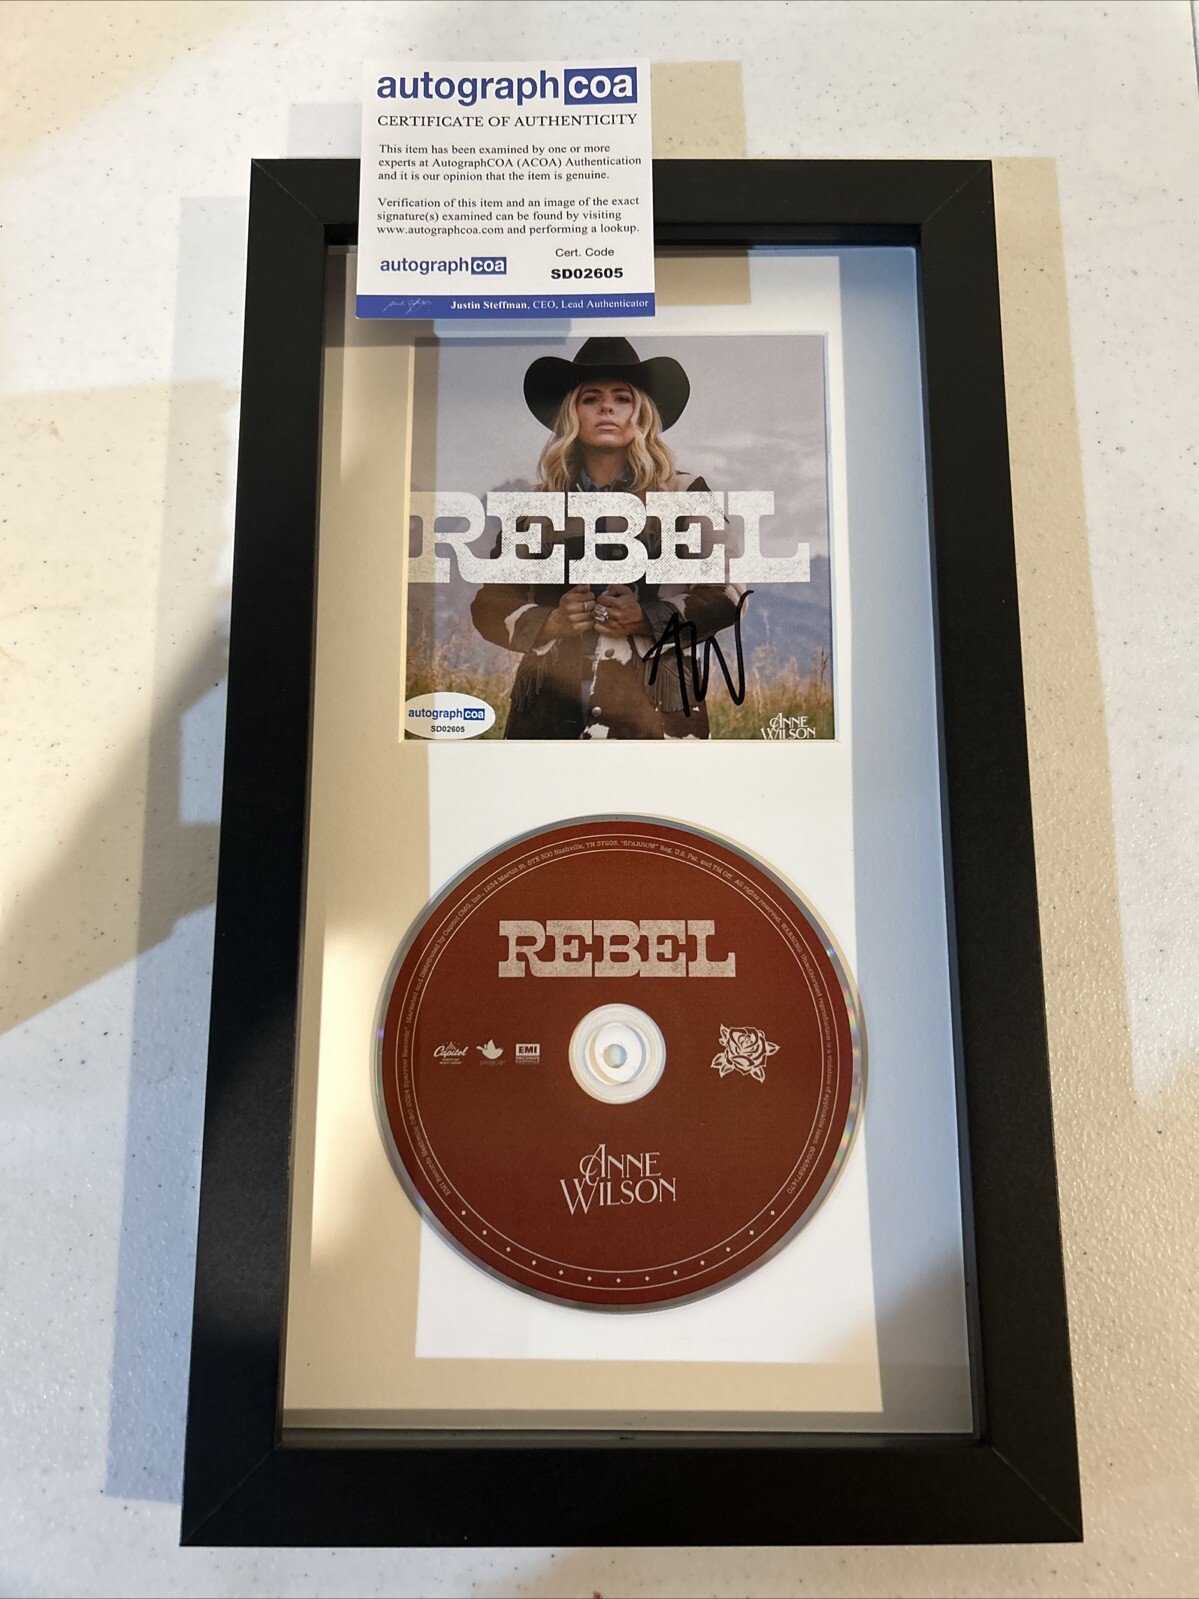 autographcoa
CERTIFICATE OF AUTHENTICITY
This item has been examined by one or more
experts at AutographCOA (ACOA) Authentication
and it is our opinion that the item is genuine.
Verification of this item and an image of the exact
signature(s) examined can be found by visiting
www.autographcoa.com and performing a lookup.
Cert. Code
autographcoa
SD02605
Justin Steffman, CEO, Lead Authenticator
REBEL
AW
autographcoa
SD02605
ANNE
WILSON
REBEL
Capitol
EMI
RECORDS
ANNE
WILSON